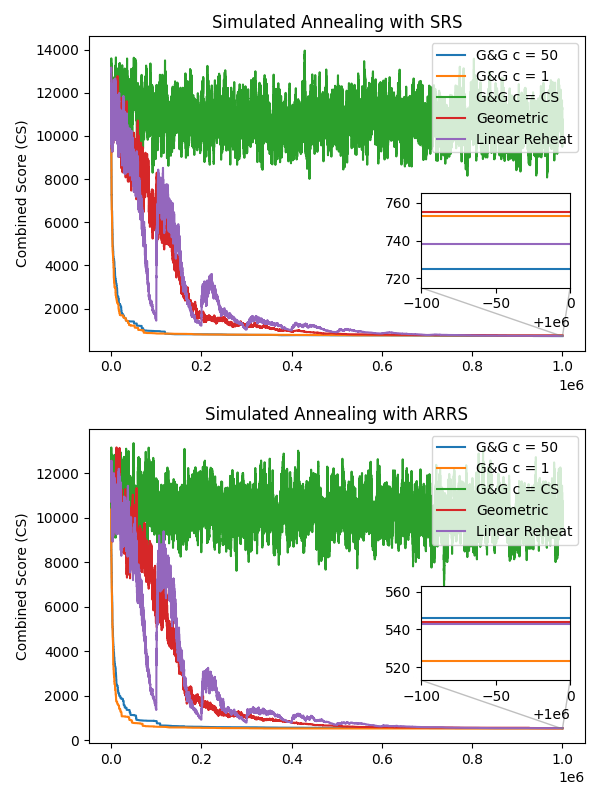 Simulated Annealing with SRS
Combined Score (CS)
14000
12000
10000
8000
6000
4000
2000
G&G c = 50
G&G c = 1
G&G c = CS
Geometric
Linear Reheat
760
740
720
−100 −50 0
+1e6
0.0 0.2 0.4 0.6 0.8 1.0
1e6
Simulated Annealing with ARRS
Combined Score (CS)
12000
10000
8000
6000
4000
2000
0
G&G c = 50
G&G c = 1
G&G c = CS
Geometric
Linear Reheat
560
540
520
−100 −50 0
+1e6
0.0 0.2 0.4 0.6 0.8 1.0
1e6